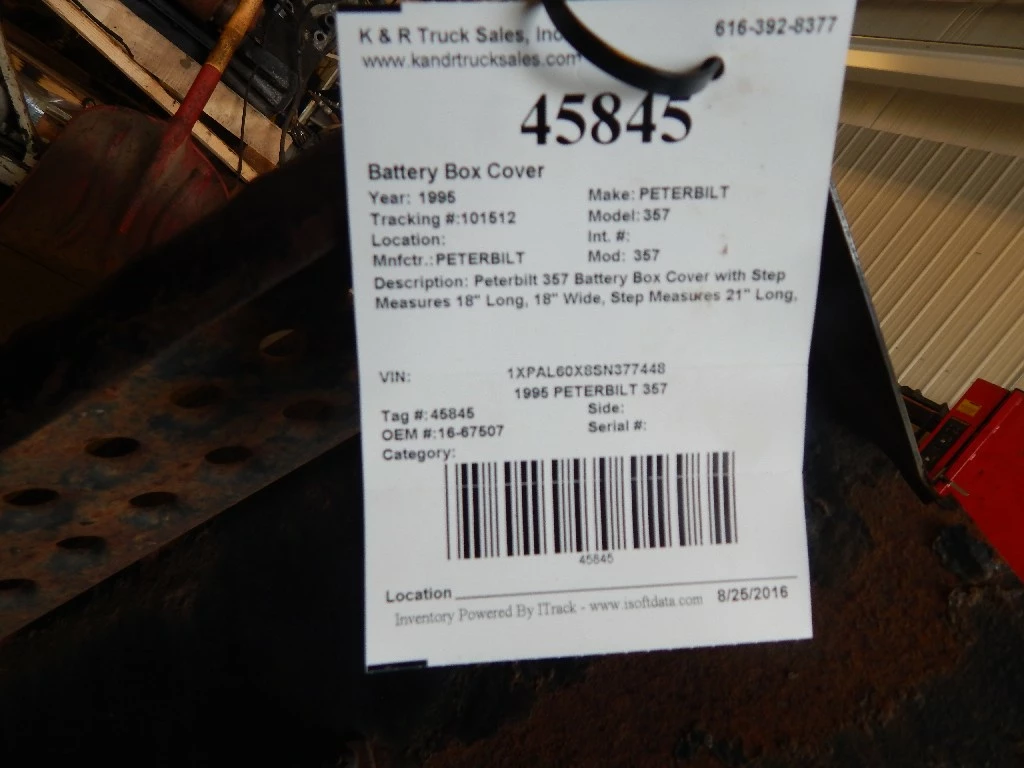 K & R Truck Sales, Inc 616-392-8377
www.kandrtrucksales.com
45845
Battery Box Cover
Year: 1995 Make: PETERBILT
Tracking #:101512 Model: 357
Location: Int. #:
Mnfctr.: PETERBILT Mod: 357
Description: Peterbilt 357 Battery Box Cover with Step
Measures 18" Long, 18" Wide, Step Measures 21" Long,
VIN: 1XPAL60X8SN377448
1995 PETERBILT 357
Tag #: 45845 Side:
OEM #:16-67507 Serial #:
Category:
45845
Location
Inventory Powered By ITrack - www.isoftdata.com 8/25/2016